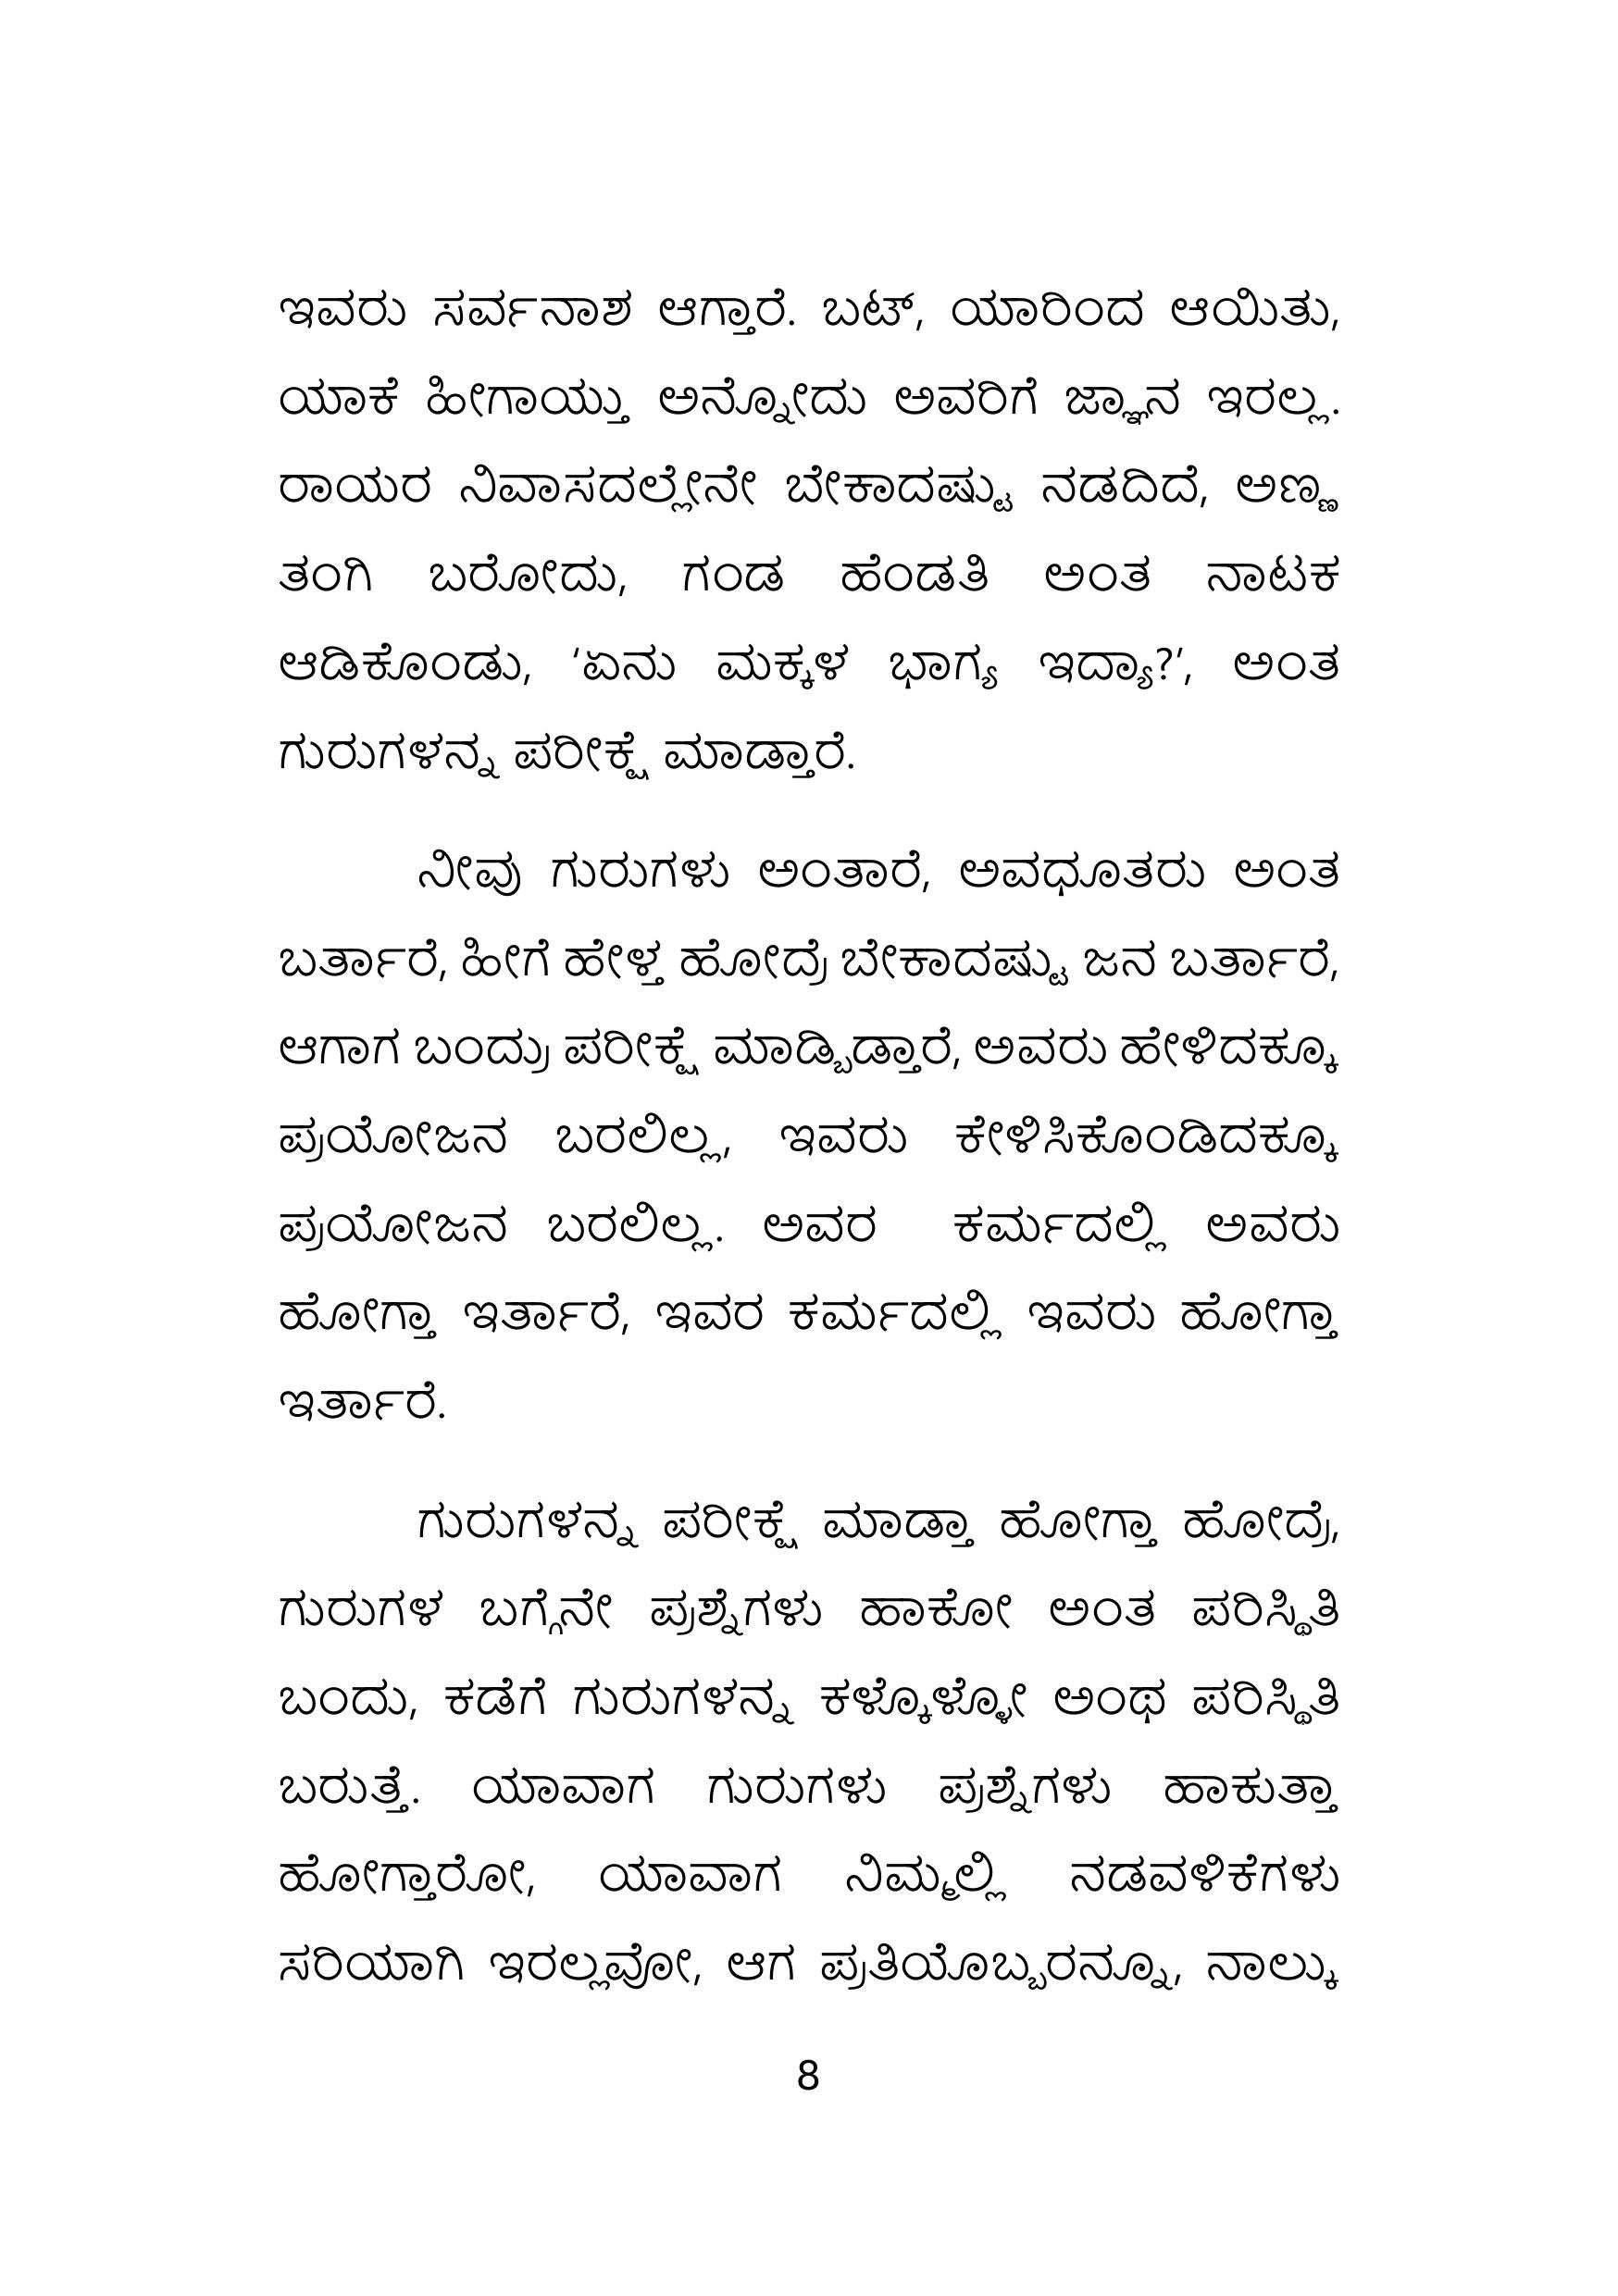 ಇವರು ಸರ್ವನಾಶ ಆಗ್ತಾರೆ. ಬಟ್, ಯಾರಿಂದ ಆಯಿತು,
ಯಾಕೆ ಹೀಗಾಯ್ತು ಅನ್ನೋದು ಅವರಿಗೆ ಜ್ಞಾನ ಇರಲ್ಲ.
ರಾಯರ ನಿವಾಸದಲ್ಲೇನೇ ಬೇಕಾದಷ್ಟು ನಡದಿದೆ, ಅಣ್ಣ
ತಂಗಿ ಬರೋದು, ಗಂಡ ಹೆಂಡತಿ ಅಂತ ನಾಟಕ
ಆಡಿಕೊಂಡು, ‘ಏನು ಮಕ್ಕಳ ಭಾಗ್ಯ ಇದ್ಯಾ?’, ಅಂತ
ಗುರುಗಳನ್ನ ಪರೀಕ್ಷೆ ಮಾಡ್ತಾರೆ.
ನೀವು ಗುರುಗಳು ಅಂತಾರೆ, ಅವಧೂತರು ಅಂತ
ಬರ್ತಾರೆ, ಹೀಗೆ ಹೇಳ್ತ ಹೋದ್ರೆ ಬೇಕಾದಷ್ಟು ಜನ ಬರ್ತಾರೆ,
ಆಗಾಗ ಬಂದ್ರು ಪರೀಕ್ಷೆ ಮಾಡ್ಬಿಡ್ತಾರೆ, ಅವರು ಹೇಳಿದಕ್ಕೂ
ಪ್ರಯೋಜನ ಬರಲಿಲ್ಲ, ಇವರು ಕೇಳಿಸಿಕೊಂಡಿದಕ್ಕೂ
ಪ್ರಯೋಜನ ಬರಲಿಲ್ಲ. ಅವರ ಕರ್ಮದಲ್ಲಿ ಅವರು
ಹೋಗ್ತಾ ಇರ್ತಾರೆ, ಇವರ ಕರ್ಮದಲ್ಲಿ ಇವರು ಹೋಗ್ತಾ
ಇರ್ತಾರೆ.
ಗುರುಗಳನ್ನ ಪರೀಕ್ಷೆ ಮಾಡ್ತಾ ಹೋಗ್ತಾ ಹೋದ್ರೆ,
ಗುರುಗಳ ಬಗ್ಗೆನೇ ಪ್ರಶ್ನೆಗಳು ಹಾಕೋ ಅಂತ ಪರಿಸ್ಥಿತಿ
ಬಂದು, ಕಡೆಗೆ ಗುರುಗಳನ್ನ ಕಳ್ಕೊಳ್ಳೋ ಅಂಥ ಪರಿಸ್ಥಿತಿ
ಬರುತ್ತೆ. ಯಾವಾಗ ಗುರುಗಳು ಪ್ರಶ್ನೆಗಳು ಹಾಕುತ್ತಾ
ಹೋಗ್ತಾರೋ, ಯಾವಾಗ ನಿಮ್ಮಲ್ಲಿ ನಡವಳಿಕೆಗಳು
ಸರಿಯಾಗಿ ಇರಲ್ಲವೋ, ಆಗ ಪ್ರತಿಯೊಬ್ಬರನ್ನೂ, ನಾಲ್ಕು
8